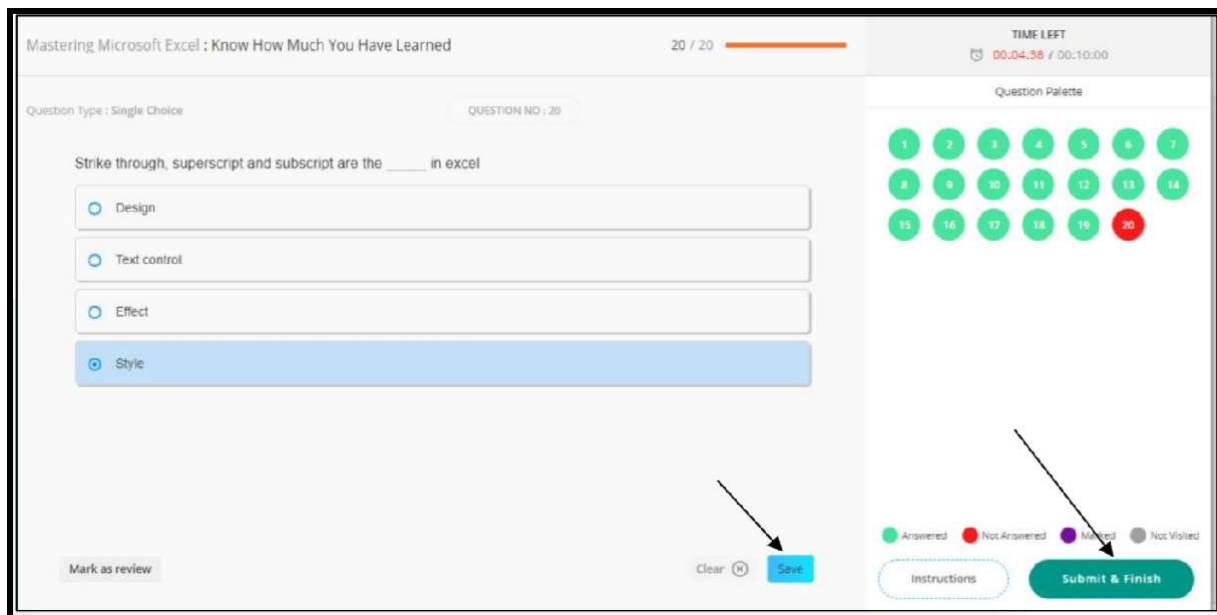 Mastering Microsoft Excel : Know How Much You Have Learned
20 / 20
TIME LEFT
00:04:38 / 00:10:00
Question Type : Single Choice
QUESTION NO : 20
Question Palette
Strike through, superscript and subscript are the _____ in excel
Design
Text control
Effect
Style
1 2 3 4 5 6 7
8 9 10 11 12 13 14
15 16 17 18 19 20
Answered Not Answered Marked Not Visited
Mark as review
Clear
Save
Instructions
Submit & Finish